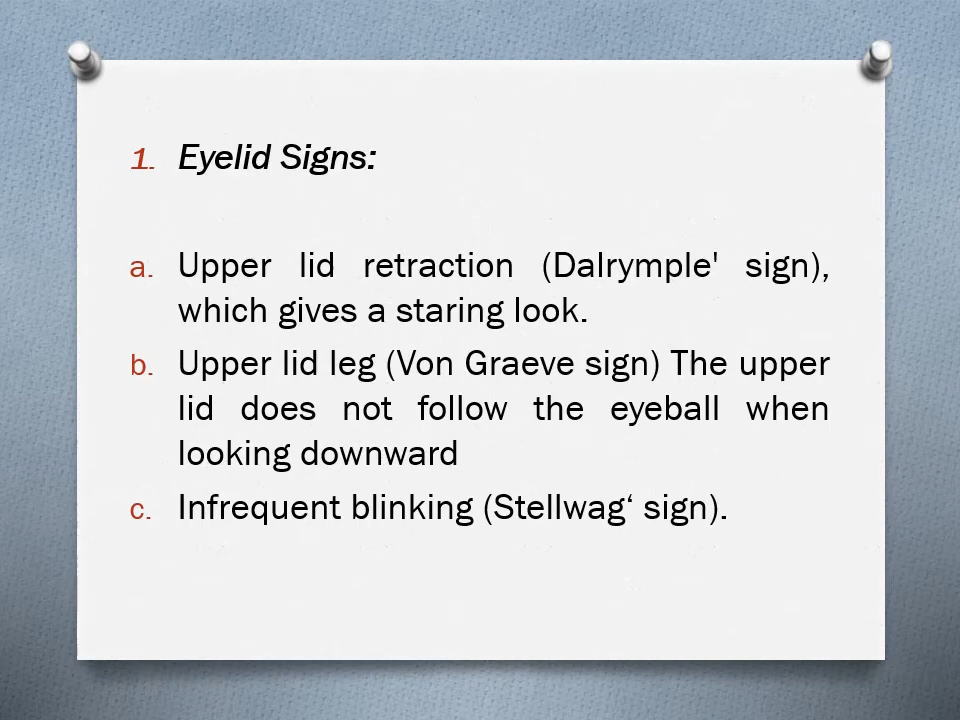 1. Eyelid Signs:
a. Upper lid retraction (Dalrymple' sign),
which gives a staring look.
b. Upper lid leg (Von Graeve sign) The upper
lid does not follow the eyeball when
looking downward
c. Infrequent blinking (Stellwag‘ sign).